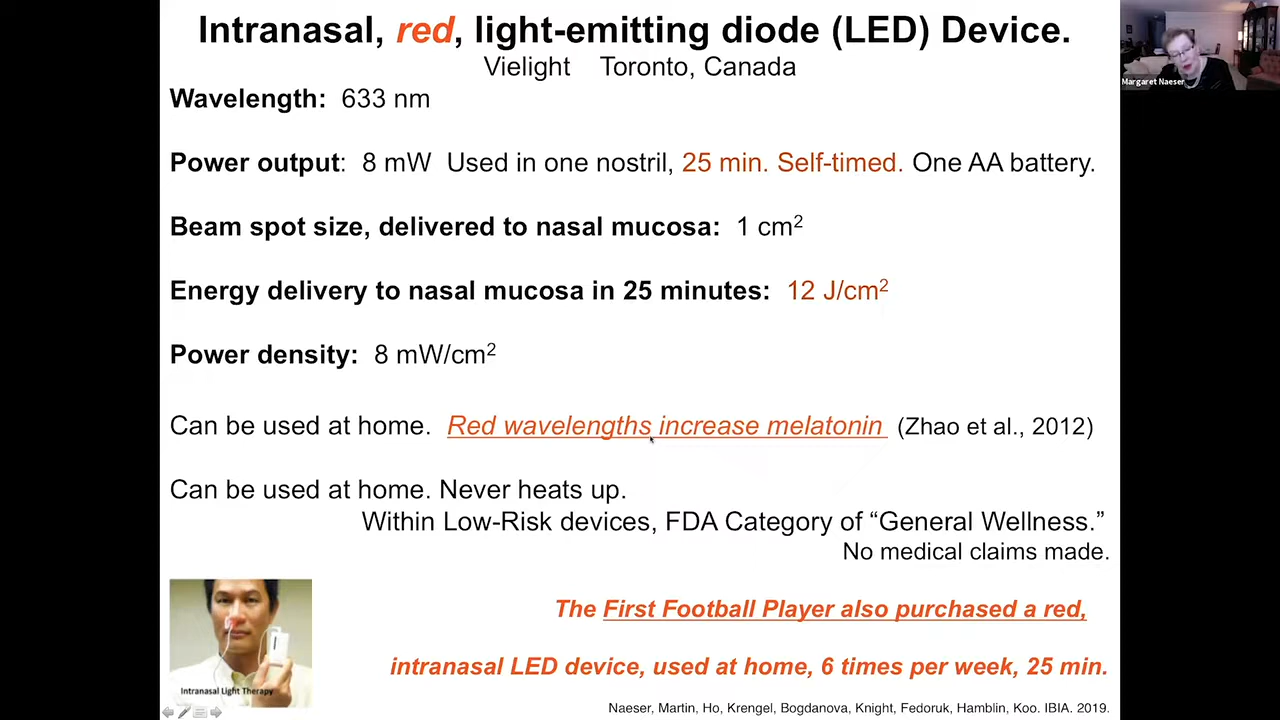 Intranasal, red, light-emitting diode (LED) Device.
Vielight Toronto, Canada
Margaret Naeser
Wavelength: 633 nm
Power output: 8 mW Used in one nostril, 25 min. Self-timed. One AA battery.
Beam spot size, delivered to nasal mucosa: 1 cm²
Energy delivery to nasal mucosa in 25 minutes: 12 J/cm²
Power density: 8 mW/cm²
Can be used at home. Red wavelengths increase melatonin (Zhao et al., 2012)
Can be used at home. Never heats up.
Within Low-Risk devices, FDA Category of “General Wellness.”
No medical claims made.
The First Football Player also purchased a red,
intranasal LED device, used at home, 6 times per week, 25 min.
Intranasal Light Therapy
Naeser, Martin, Ho, Krengel, Bogdanova, Knight, Fedoruk, Hamblin, Koo. IBIA. 2019.